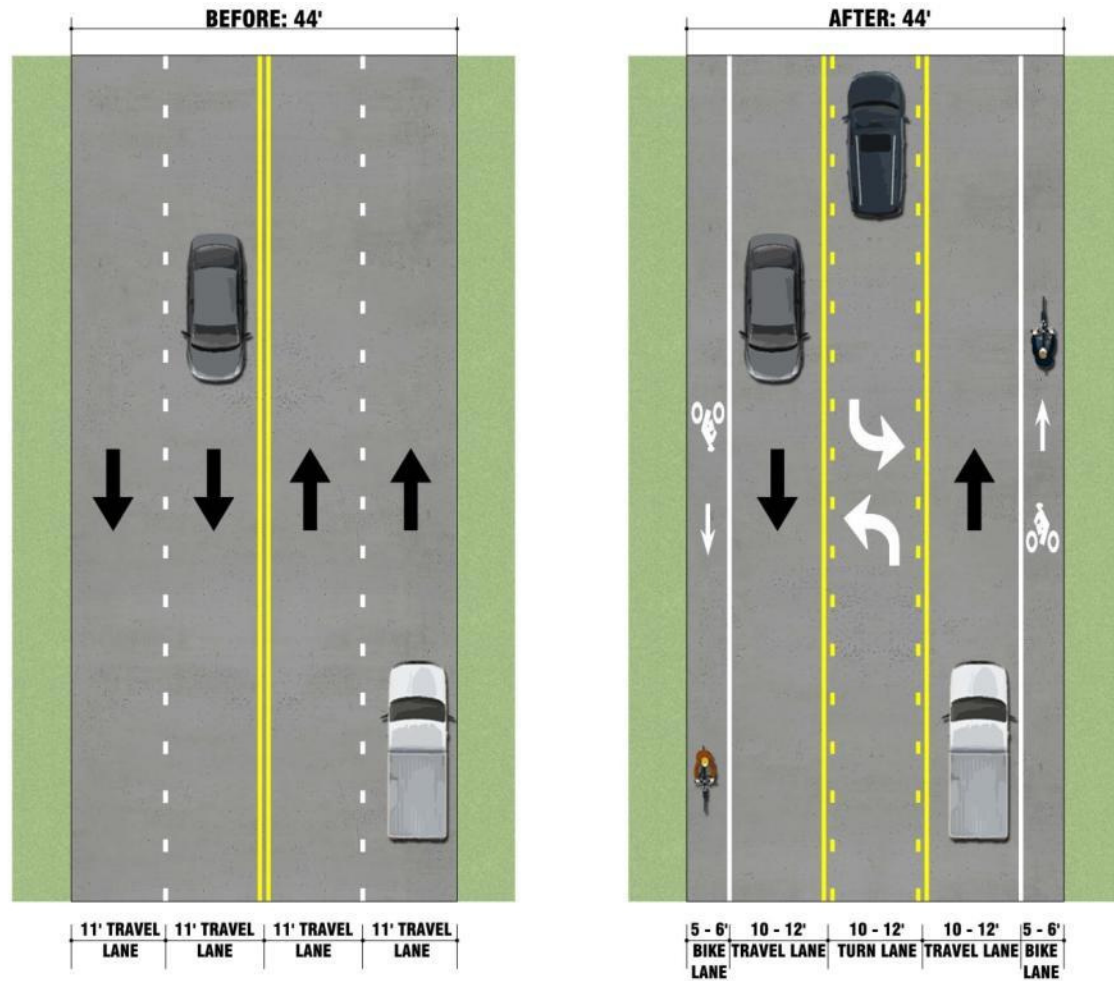 BEFORE: 44'
AFTER: 44'
11' TRAVEL LANE
11' TRAVEL LANE
11' TRAVEL LANE
11' TRAVEL LANE
5 - 6' BIKE LANE
10 - 12' TRAVEL LANE
10 - 12' TURN LANE
10 - 12' TRAVEL LANE
5 - 6' BIKE LANE